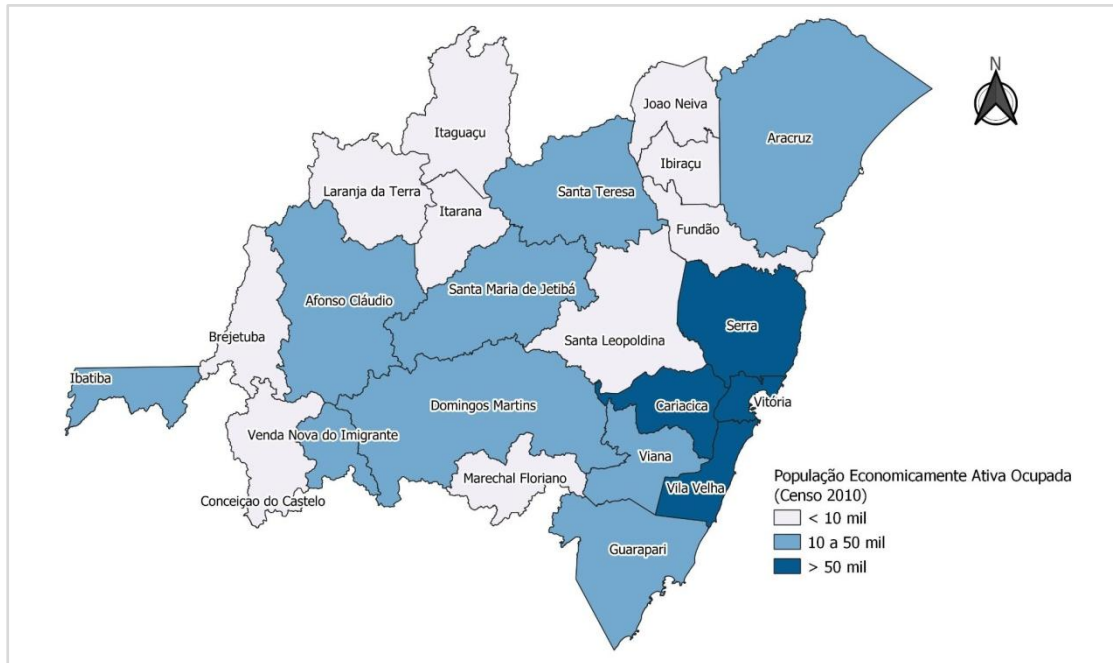 N
Joao Neiva
Itaguaçu
Aracruz
Ibiraçu
Laranja da Terra
Santa Teresa
Itarana
Fundão
Santa Maria de Jetibá
Afonso Cláudio
Serra
Brejetuba
Santa Leopoldina
Ibatiba
Vitória
Cariacica
Domingos Martins
Venda Nova do Imigrante
Viana
Marechal Floriano
Vila Velha
Conceiçao do Castelo
Guarapari
População Economicamente Ativa Ocupada
(Censo 2010)
< 10 mil
10 a 50 mil
> 50 mil